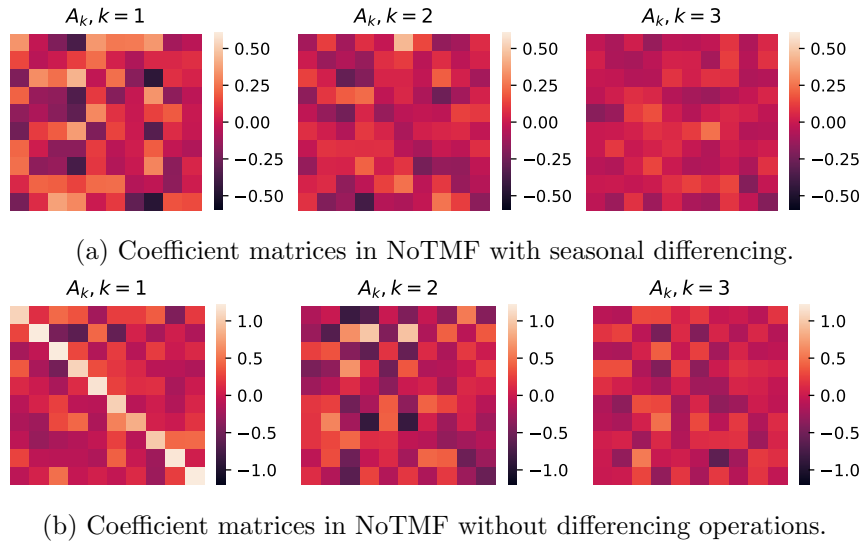 A_k, k = 1 A_k, k = 2 A_k, k = 3
0.50 0.50 0.50
0.25 0.25 0.25
0.00 0.00 0.00
−0.25 −0.25 −0.25
−0.50 −0.50 −0.50
(a) Coefficient matrices in NoTMF with seasonal differencing.
A_k, k = 1 A_k, k = 2 A_k, k = 3
1.0 1.0 1.0
0.5 0.5 0.5
0.0 0.0 0.0
−0.5 −0.5 −0.5
−1.0 −1.0 −1.0
(b) Coefficient matrices in NoTMF without differencing operations.